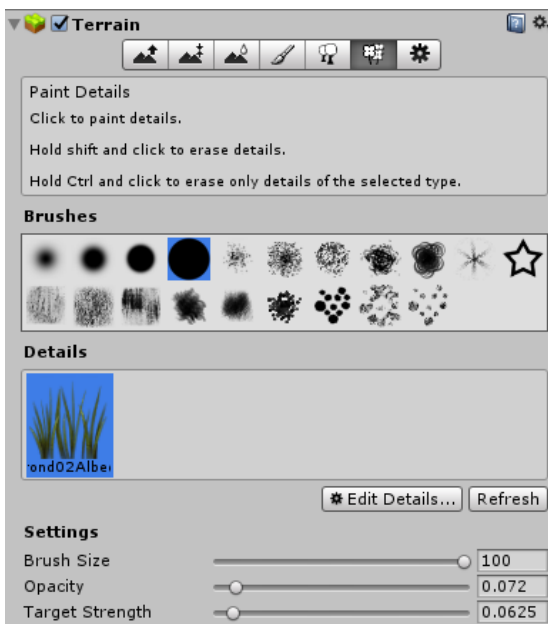 Terrain
Paint Details
Click to paint details.
Hold shift and click to erase details.
Hold Ctrl and click to erase only details of the selected type.
Brushes
Details
rond02Albe
Edit Details...
Refresh
Settings
Brush Size 100
Opacity 0.072
Target Strength 0.0625